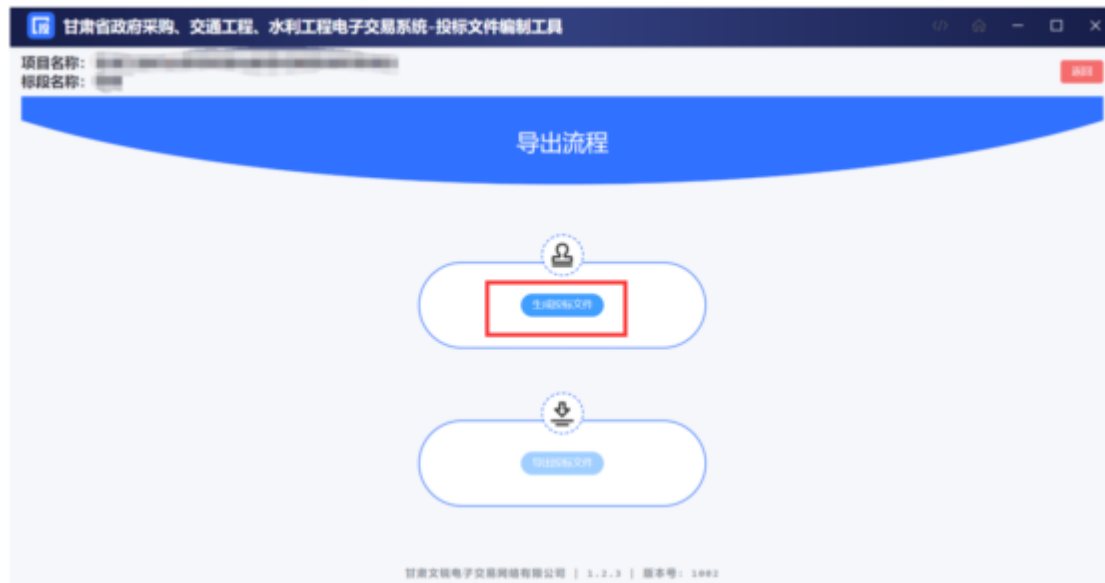 甘肃省政府采购、交通工程、水利工程电子交易系统-投标文件编制工具
项目名称：
标段名称：
返回
导出流程
生成投标文件
导出投标文件
甘肃文锐电子交易网络有限公司 | 1.2.3 | 版本号: 1002